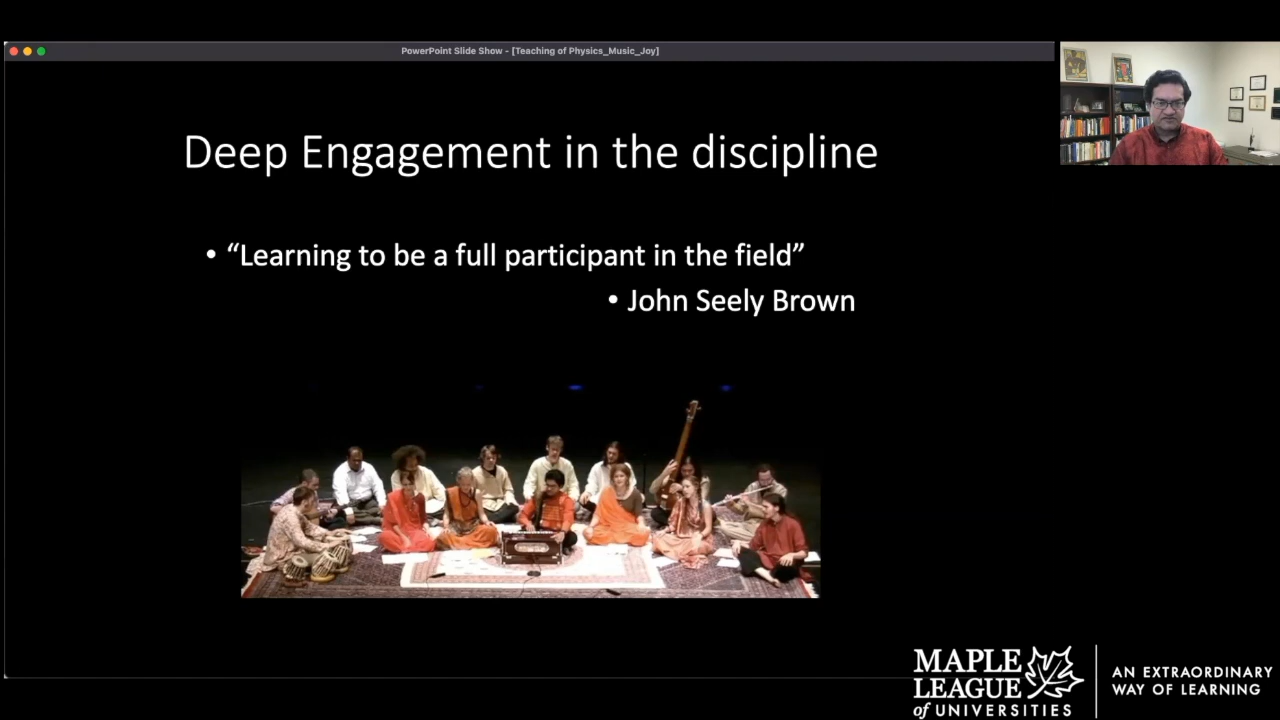 PowerPoint Slide Show - [Teaching of Physics_Music_Joy]
Deep Engagement in the discipline
• “Learning to be a full participant in the field”
• John Seely Brown
MAPLE
LEAGUE
of UNIVERSITIES
AN EXTRAORDINARY
WAY OF LEARNING